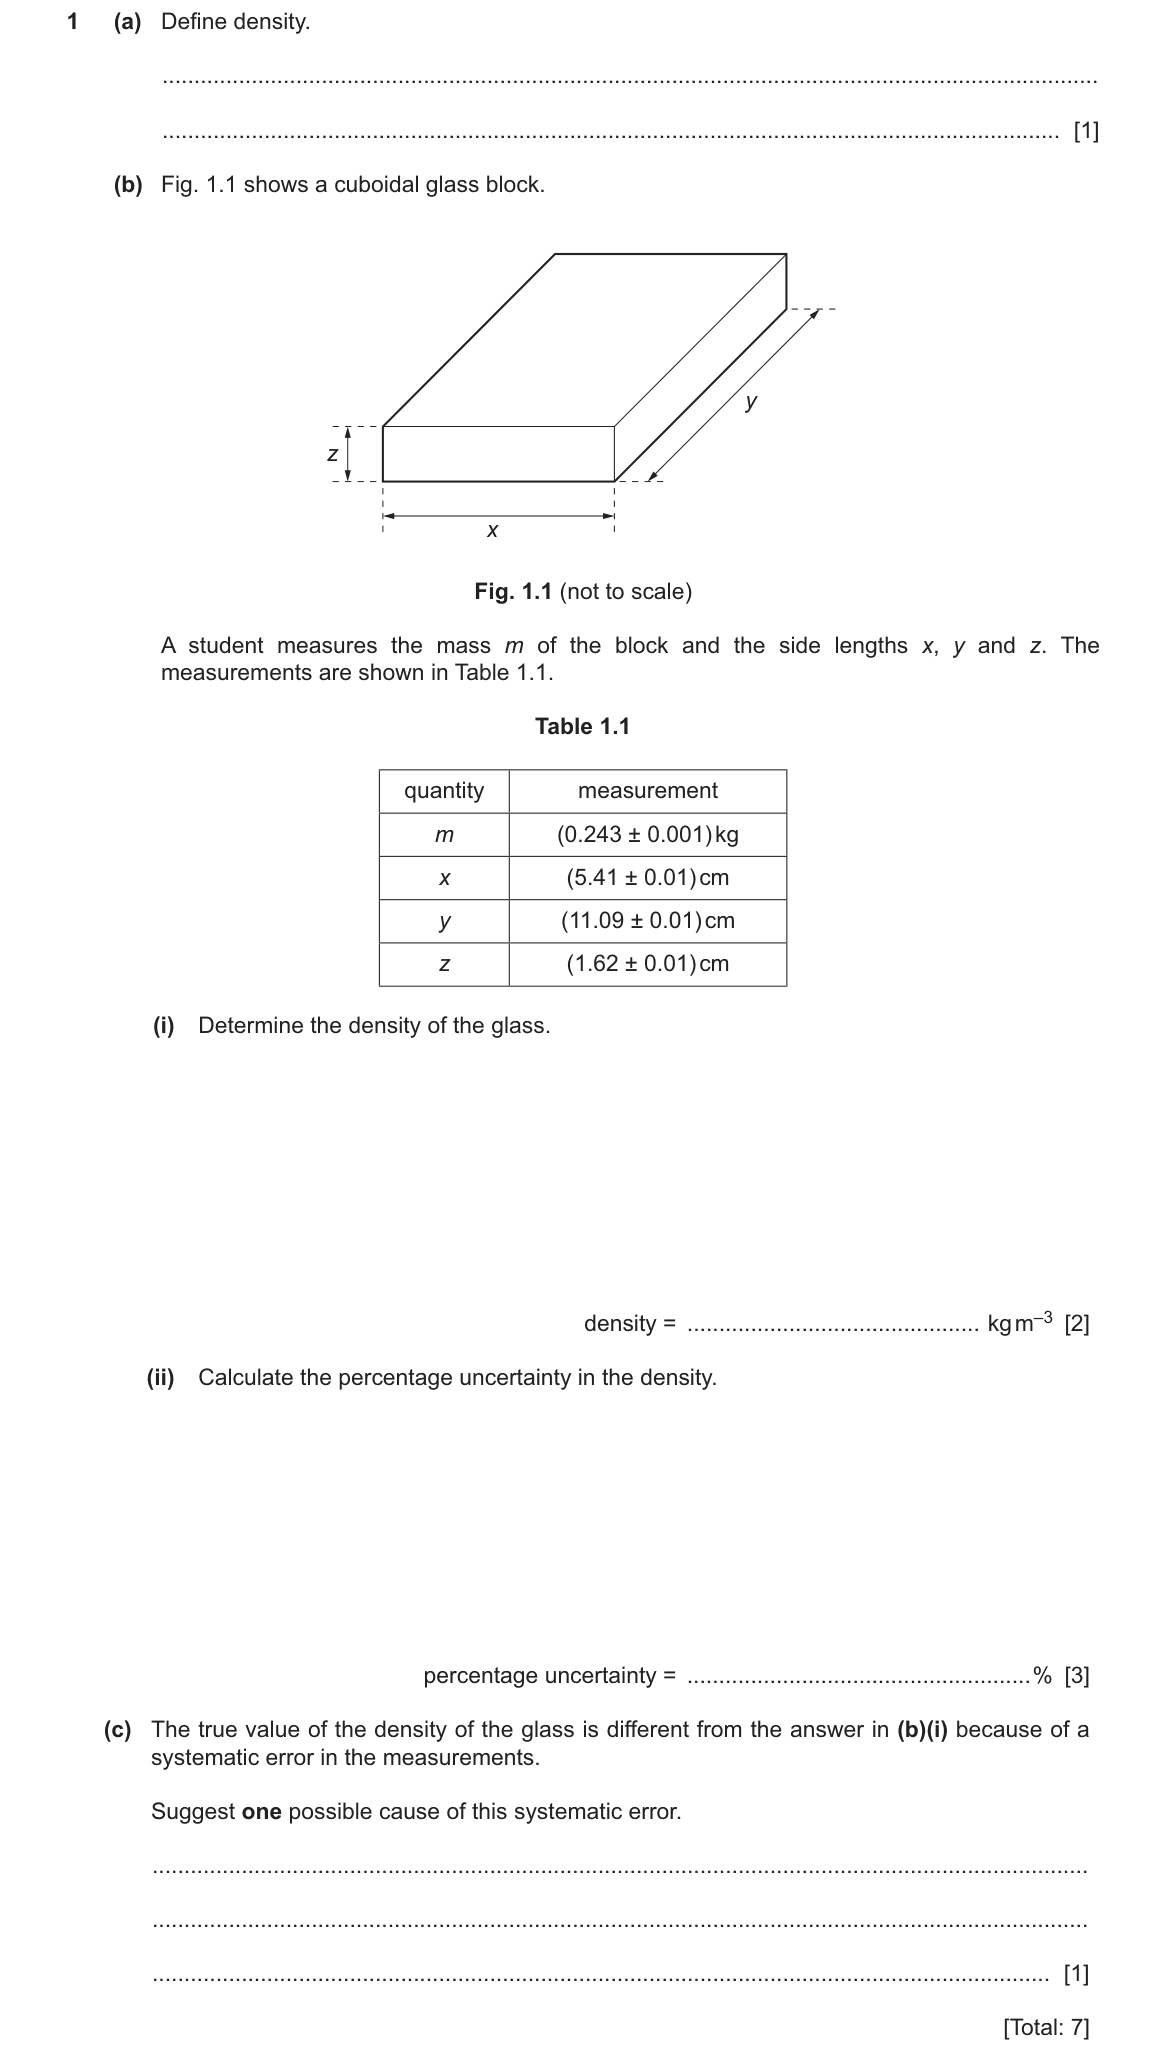 1 (a) Define density.
.................................................................................................................................................
........................................................................................................................................... [1]
(b) Fig. 1.1 shows a cuboidal glass block.
y
z
x
Fig. 1.1 (not to scale)
A student measures the mass m of the block and the side lengths x, y and z. The
measurements are shown in Table 1.1.
Table 1.1
quantity measurement
m (0.243 ± 0.001) kg
x (5.41 ± 0.01) cm
y (11.09 ± 0.01) cm
z (1.62 ± 0.01) cm
(i) Determine the density of the glass.
density = .............................................. kg m⁻³ [2]
(ii) Calculate the percentage uncertainty in the density.
percentage uncertainty = ...................................................... % [3]
(c) The true value of the density of the glass is different from the answer in (b)(i) because of a
systematic error in the measurements.
Suggest one possible cause of this systematic error.
.................................................................................................................................................
.................................................................................................................................................
........................................................................................................................................... [1]
[Total: 7]